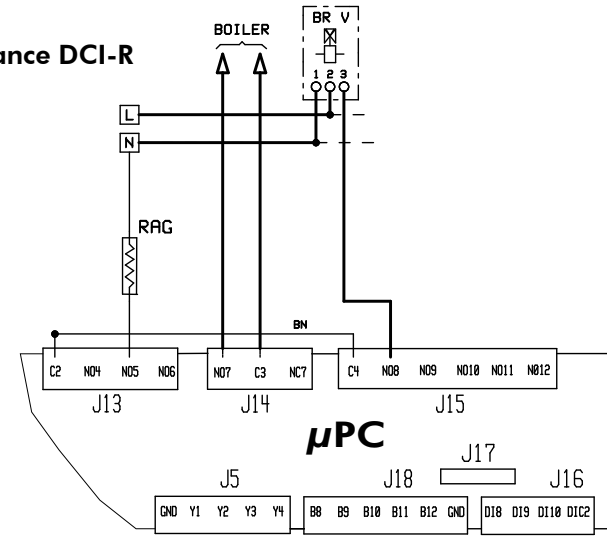 BOILER
BR V
ance DCI-R
1 2 3
L
N
RAG
BN
C2 NO4 NO5 NO6
NO7 C3 NC7
C4 NO8 NO9 NO10 NO11 NO12
J13
J14
J15
µPC
J17
J5
J18
J16
GND Y1 Y2 Y3 Y4
B8 B9 B10 B11 B12 GND
DI8 DI9 DI10 DIC2